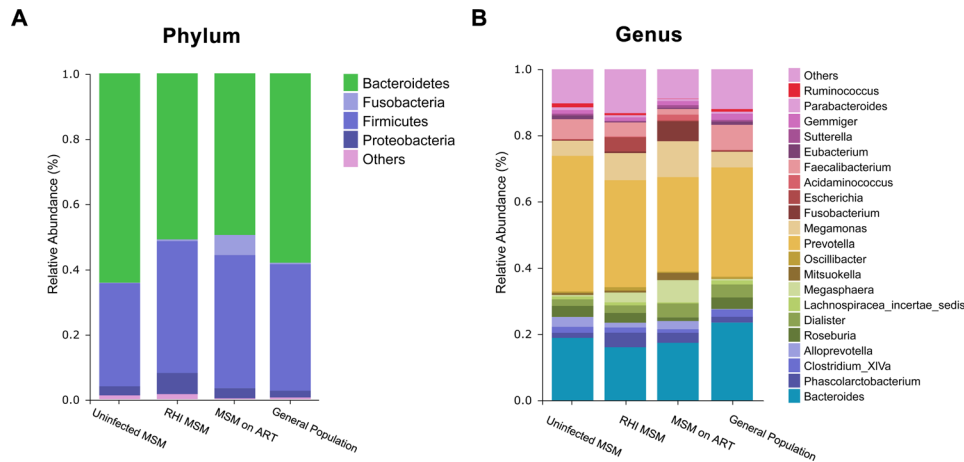 A
Phylum
Relative Abundance (%)
1.0
0.8
0.6
0.4
0.2
0.0
Uninfected MSM
RHI MSM
MSM on ART
General Population
Bacteroidetes
Fusobacteria
Firmicutes
Proteobacteria
Others
B
Genus
Relative Abundance (%)
1.0
0.8
0.6
0.4
0.2
0.0
Uninfected MSM
RHI MSM
MSM on ART
General Population
Others
Ruminococcus
Parabacteroides
Gemmiger
Sutterella
Eubacterium
Faecalibacterium
Acidaminococcus
Escherichia
Fusobacterium
Megamonas
Prevotella
Oscillibacter
Mitsuokella
Megasphaera
Lachnospiracea_incertae_sedis
Dialister
Roseburia
Alloprevotella
Clostridium_XlVa
Phascolarctobacterium
Bacteroides